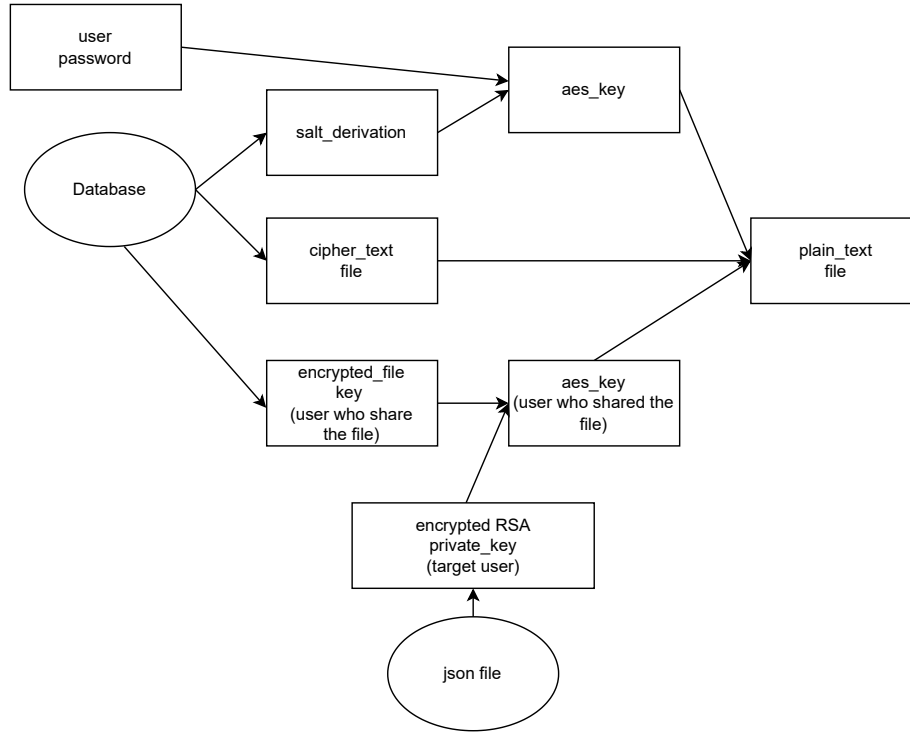 user
password
aes_key
salt_derivation
Database
cipher_text
file
plain_text
file
encrypted_file
key
(user who share
the file)
aes_key
(user who shared the
file)
encrypted RSA
private_key
(target user)
json file